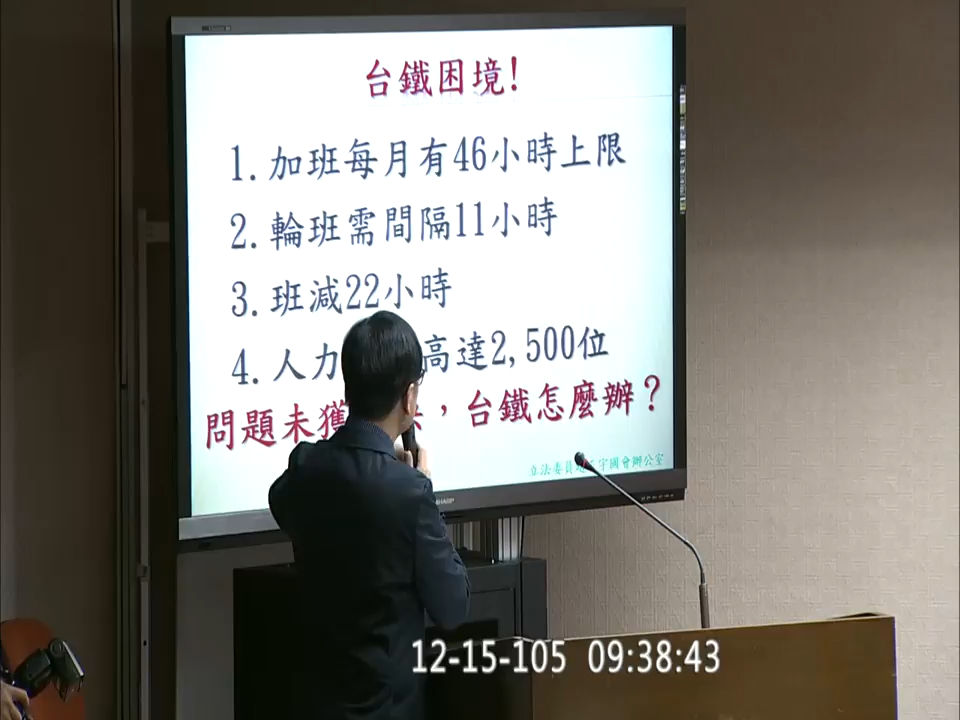 台鐵困境!
1. 加班每月有46小時上限
2. 輪班需間隔11小時
3. 班減22小時
4. 人力 高達2,500位
問題未獲 ，台鐵怎麼辦？
立法委員 宇國會辦公室
SHARP
12-15-105 09:38:43